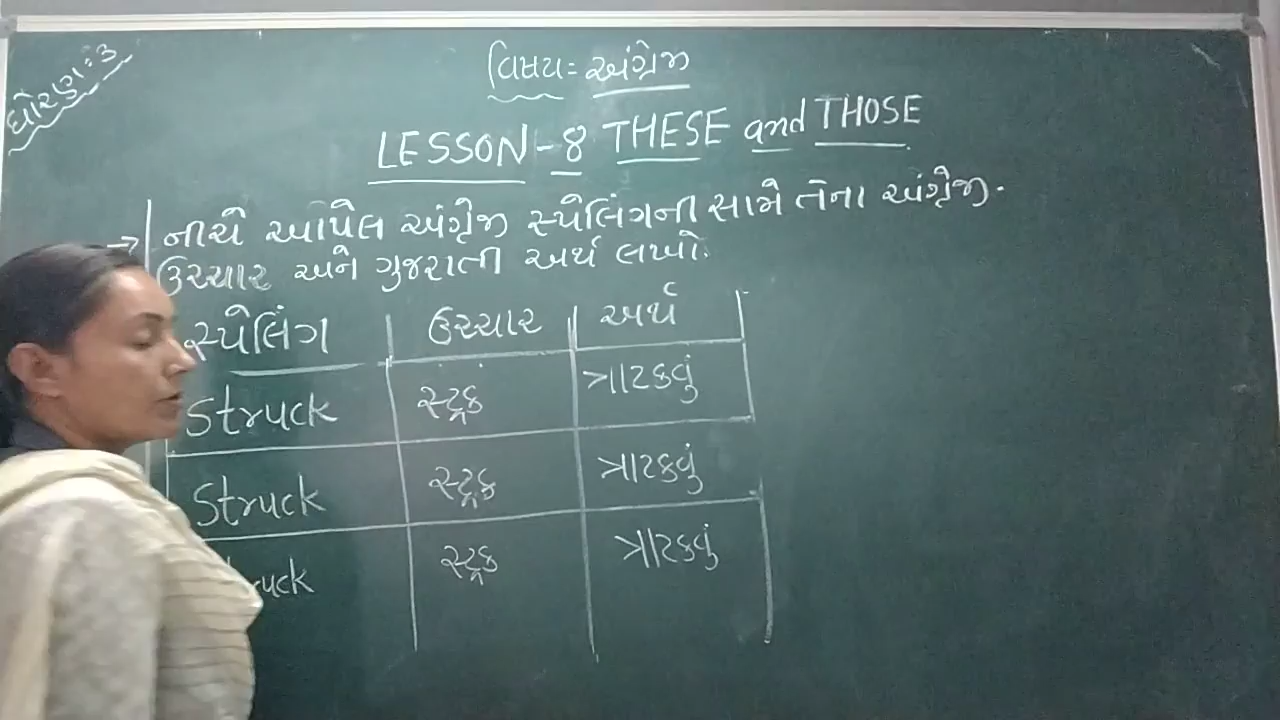 ધોરણ:૩
વિષય: અંગ્રેજી
LESSON-8 THESE and THOSE
→ નીચે આપેલ અંગ્રેજી સ્પેલિંગની સામે તેના અંગ્રેજી.
ઉચ્ચાર અને ગુજરાતી અર્થ લખો.
સ્પેલિંગ ઉચ્ચાર અર્થ
Struck સ્ટ્રક ત્રાટકવું
Struck સ્ટ્રક ત્રાટકવું
ruck સ્ટ્રક ત્રાટકવું